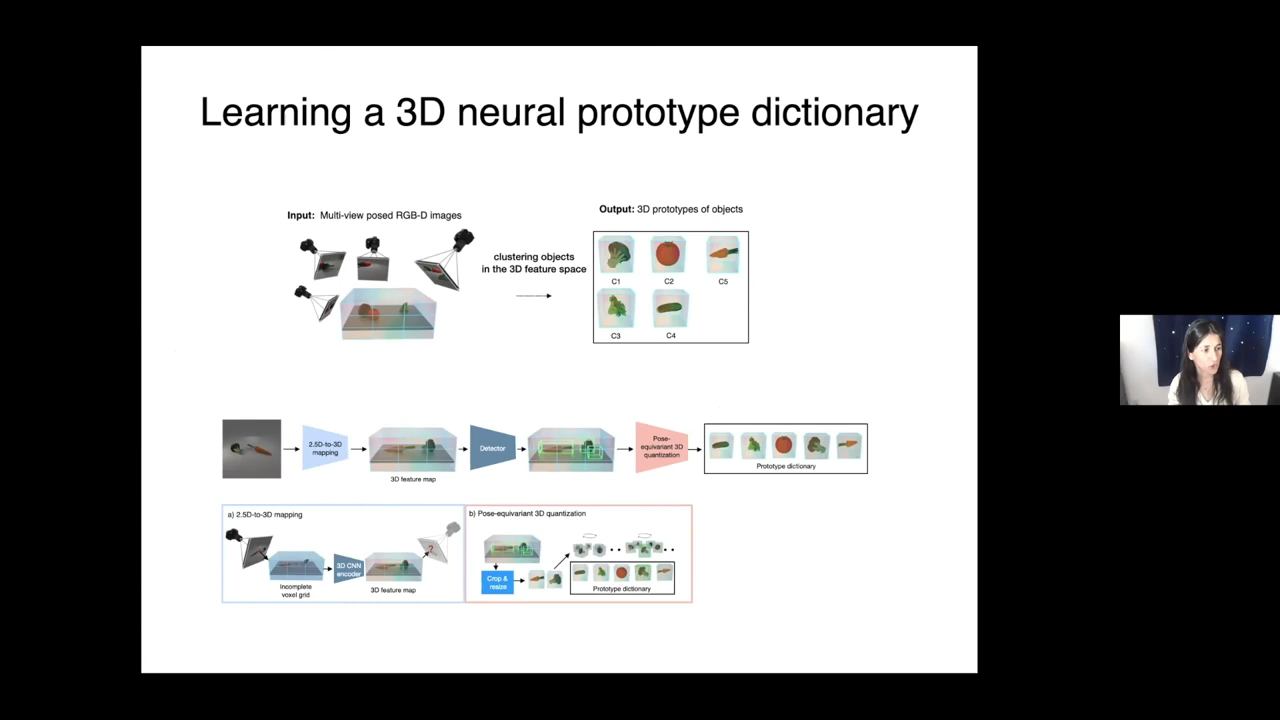 Learning a 3D neural prototype dictionary
Input: Multi-view posed RGB-D images
Output: 3D prototypes of objects
clustering objects
in the 3D feature space
C1 C2 C5
C3 C4
2.5D-to-3D
mapping
3D feature map
Detector
Pose-
equivariant 3D
quantization
Prototype dictionary
a) 2.5D-to-3D mapping
Incomplete
voxel grid
3D CNN
encoder
3D feature map
?
b) Pose-equivariant 3D quantization
Crop &
resize
Prototype dictionary